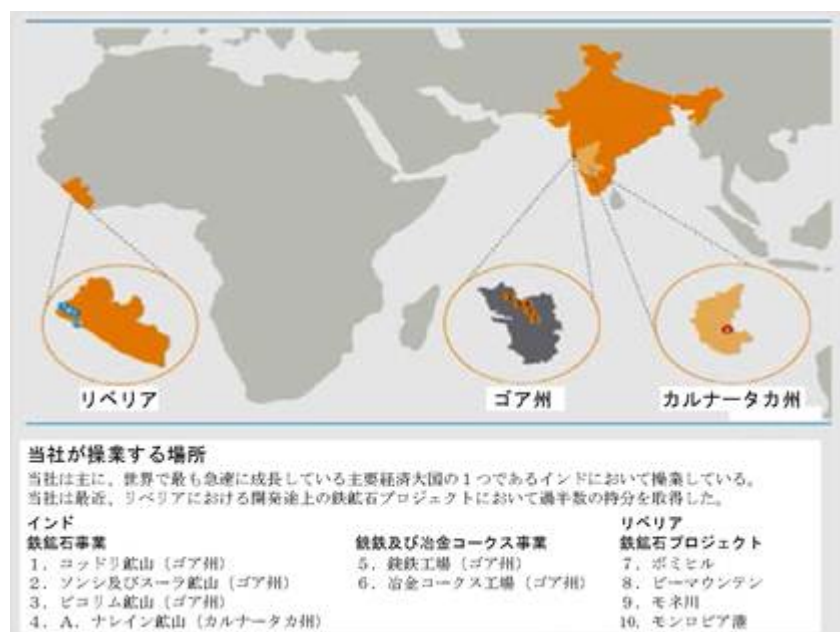 リベリア
ゴア州
カルナータカ州
当社が操業する場所
当社は主に、世界で最も急速に成長している主要経済大国の1つであるインドにおいて操業している。
当社は最近、リベリアにおける開発途上の鉄鉱石プロジェクトにおいて過半数の持分を取得した。
インド
鉄鉱石事業
1. コッドリ鉱山（ゴア州）
2. ソンシ及びスーラ鉱山（ゴア州）
3. ピコリム鉱山（ゴア州）
4. A. ナレイン鉱山（カルナータカ州）
銑鉄及び冶金コークス事業
5. 銑鉄工場（ゴア州）
6. 冶金コークス工場（ゴア州）
リベリア
鉄鉱石プロジェクト
7. ボミヒル
8. ビーマウンテン
9. モネ川
10. モンロビア港